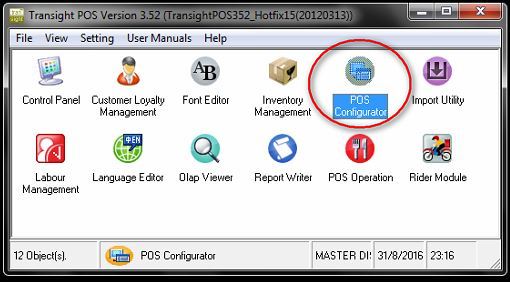 Transight POS Version 3.52 (TransightPOS352_Hotfix15(20120313))
File View Setting User Manuals Help
Control Panel
Customer Loyalty
Management
Font Editor
Inventory
Management
POS
Configurator
Import Utility
Labour
Management
Language Editor
Olap Viewer
Report Writer
POS Operation
Rider Module
12 Object(s).
POS Configurator
MASTER DI
31/8/2016
23:16